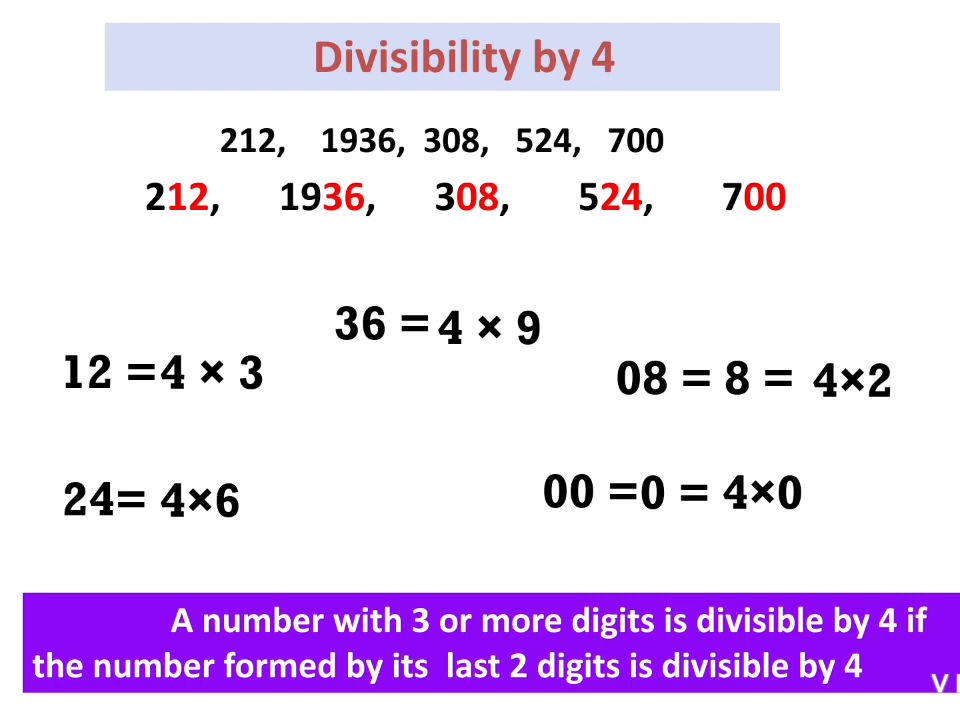 Divisibility by 4
212, 1936, 308, 524, 700
212, 1936, 308, 524, 700
36 = 4 × 9
12 = 4 × 3
08 = 8 = 4×2
24= 4×6
00 =0 = 4×0
A number with 3 or more digits is divisible by 4 if
the number formed by its last 2 digits is divisible by 4